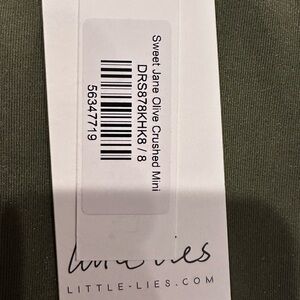 Sweet Jane Olive Crushed Mini
DRS878KHK8 / 8
56347719
LITTLE-LIES.COM